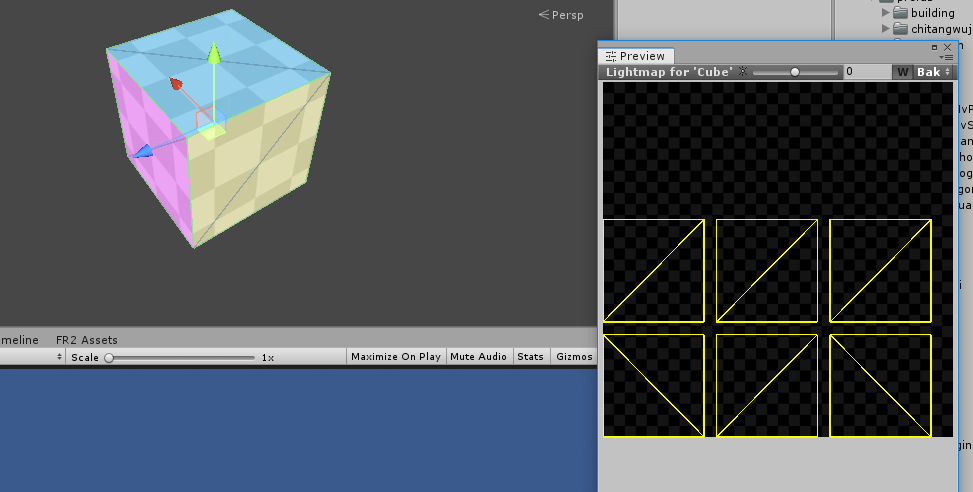 Persp
building
chitangwuj
Preview
Lightmap for 'Cube'
0
W
Bak
meline
FR2 Assets
Scale
1x
Maximize On Play
Mute Audio
Stats
Gizmos